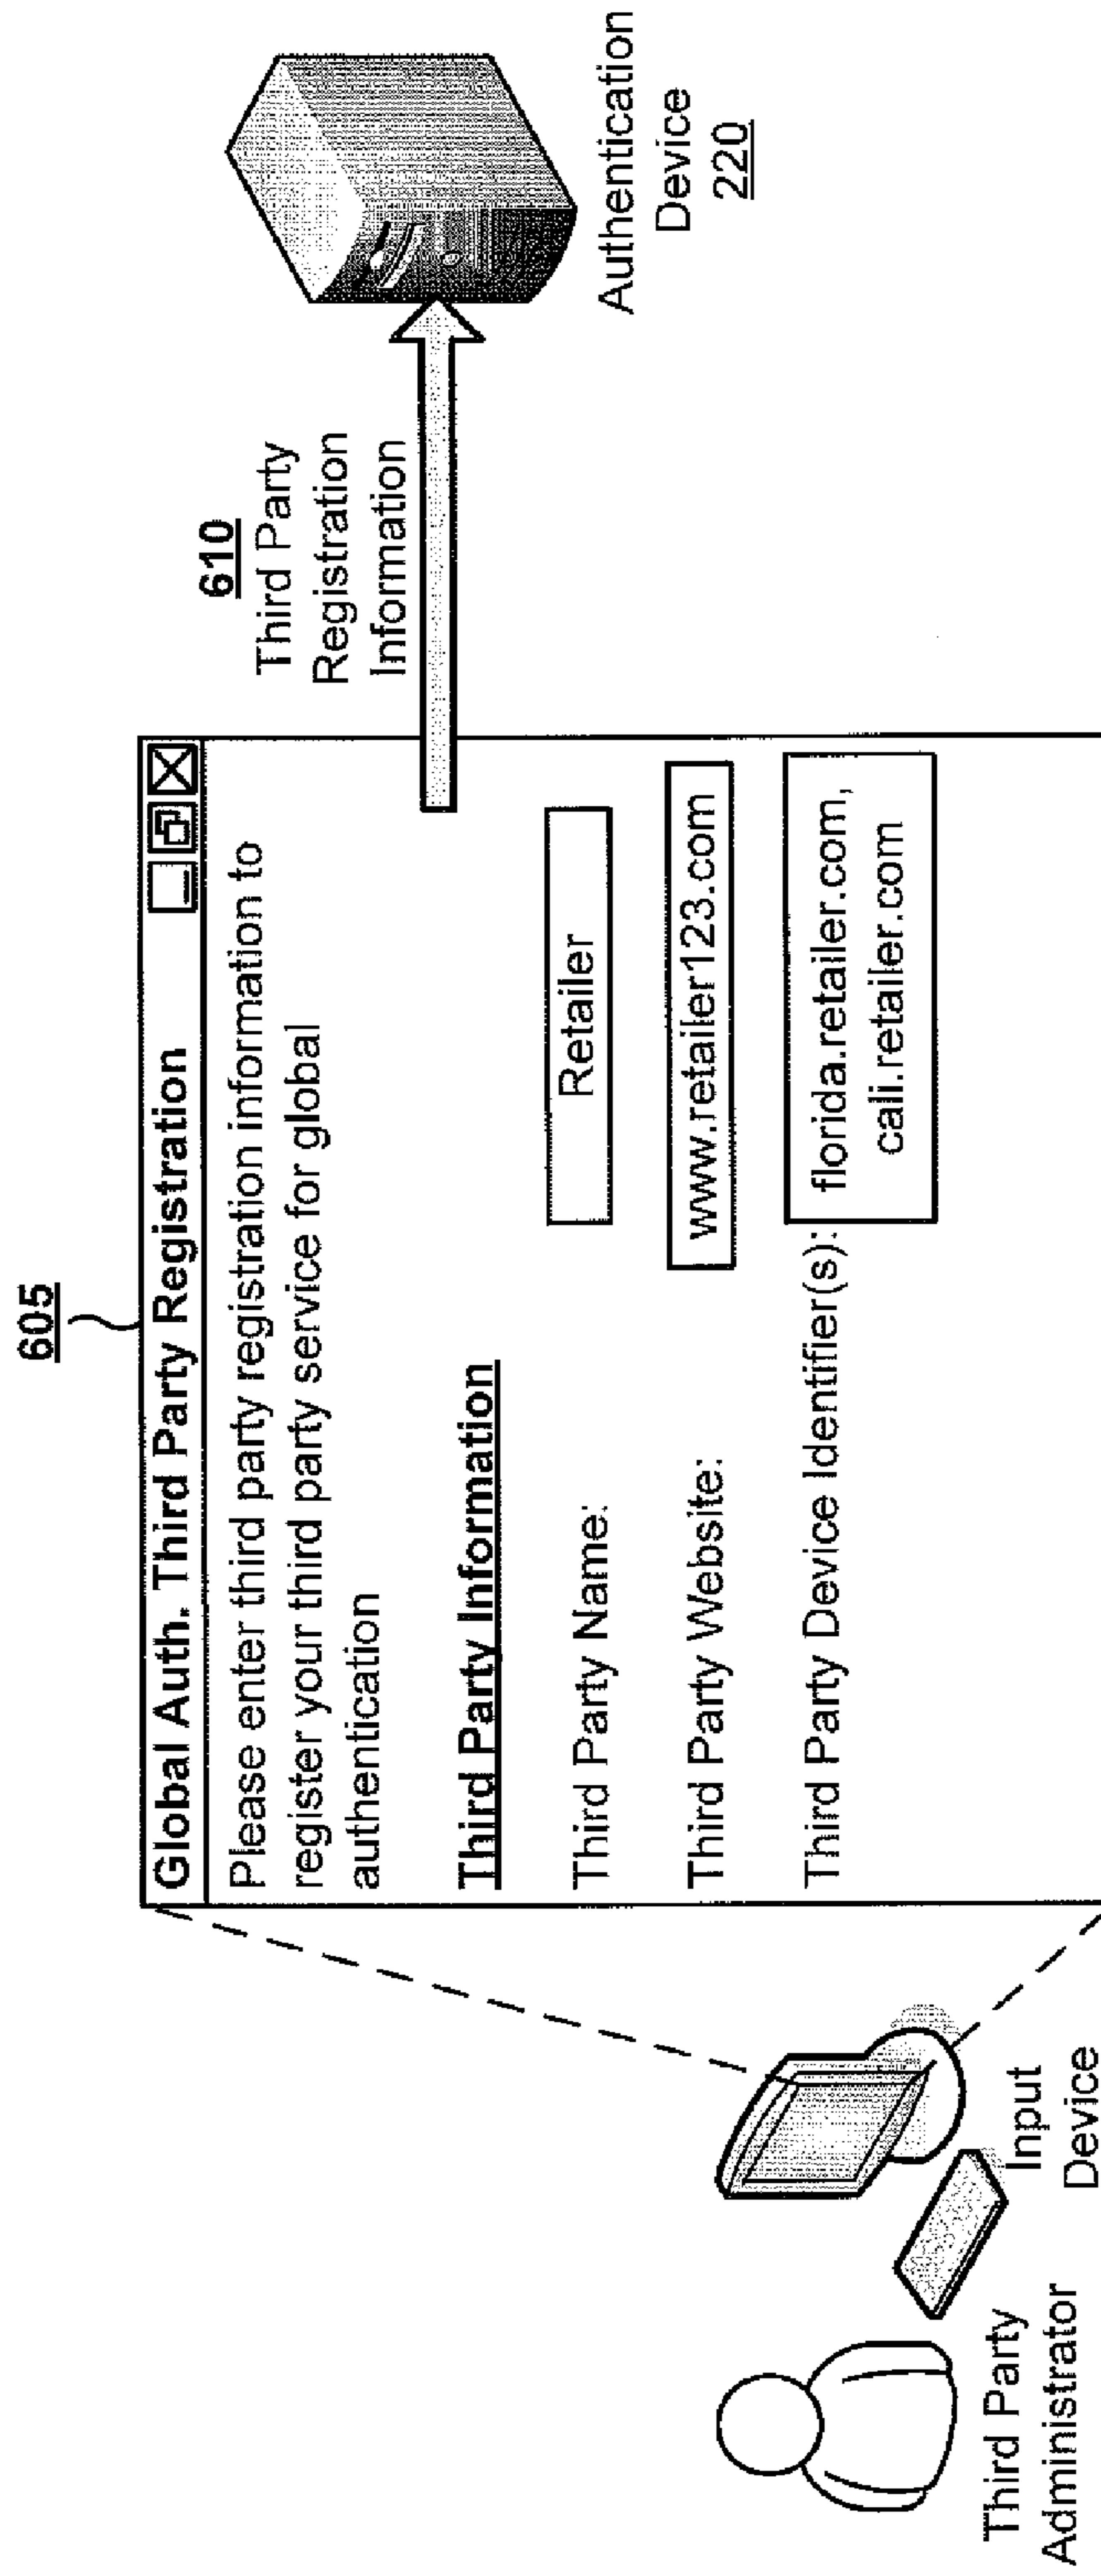 605
Global Auth. Third Party Registration
Please enter third party registration information to
register your third party service for global
authentication
Third Party Information
Third Party Name:
Retailer
Third Party Website:
www.retailer123.com
Third Party Device Identifier(s):
florida.retailer.com,
cali.retailer.com
610
Third Party
Registration
Information
Authentication
Device
220
Third Party
Administrator
Input
Device